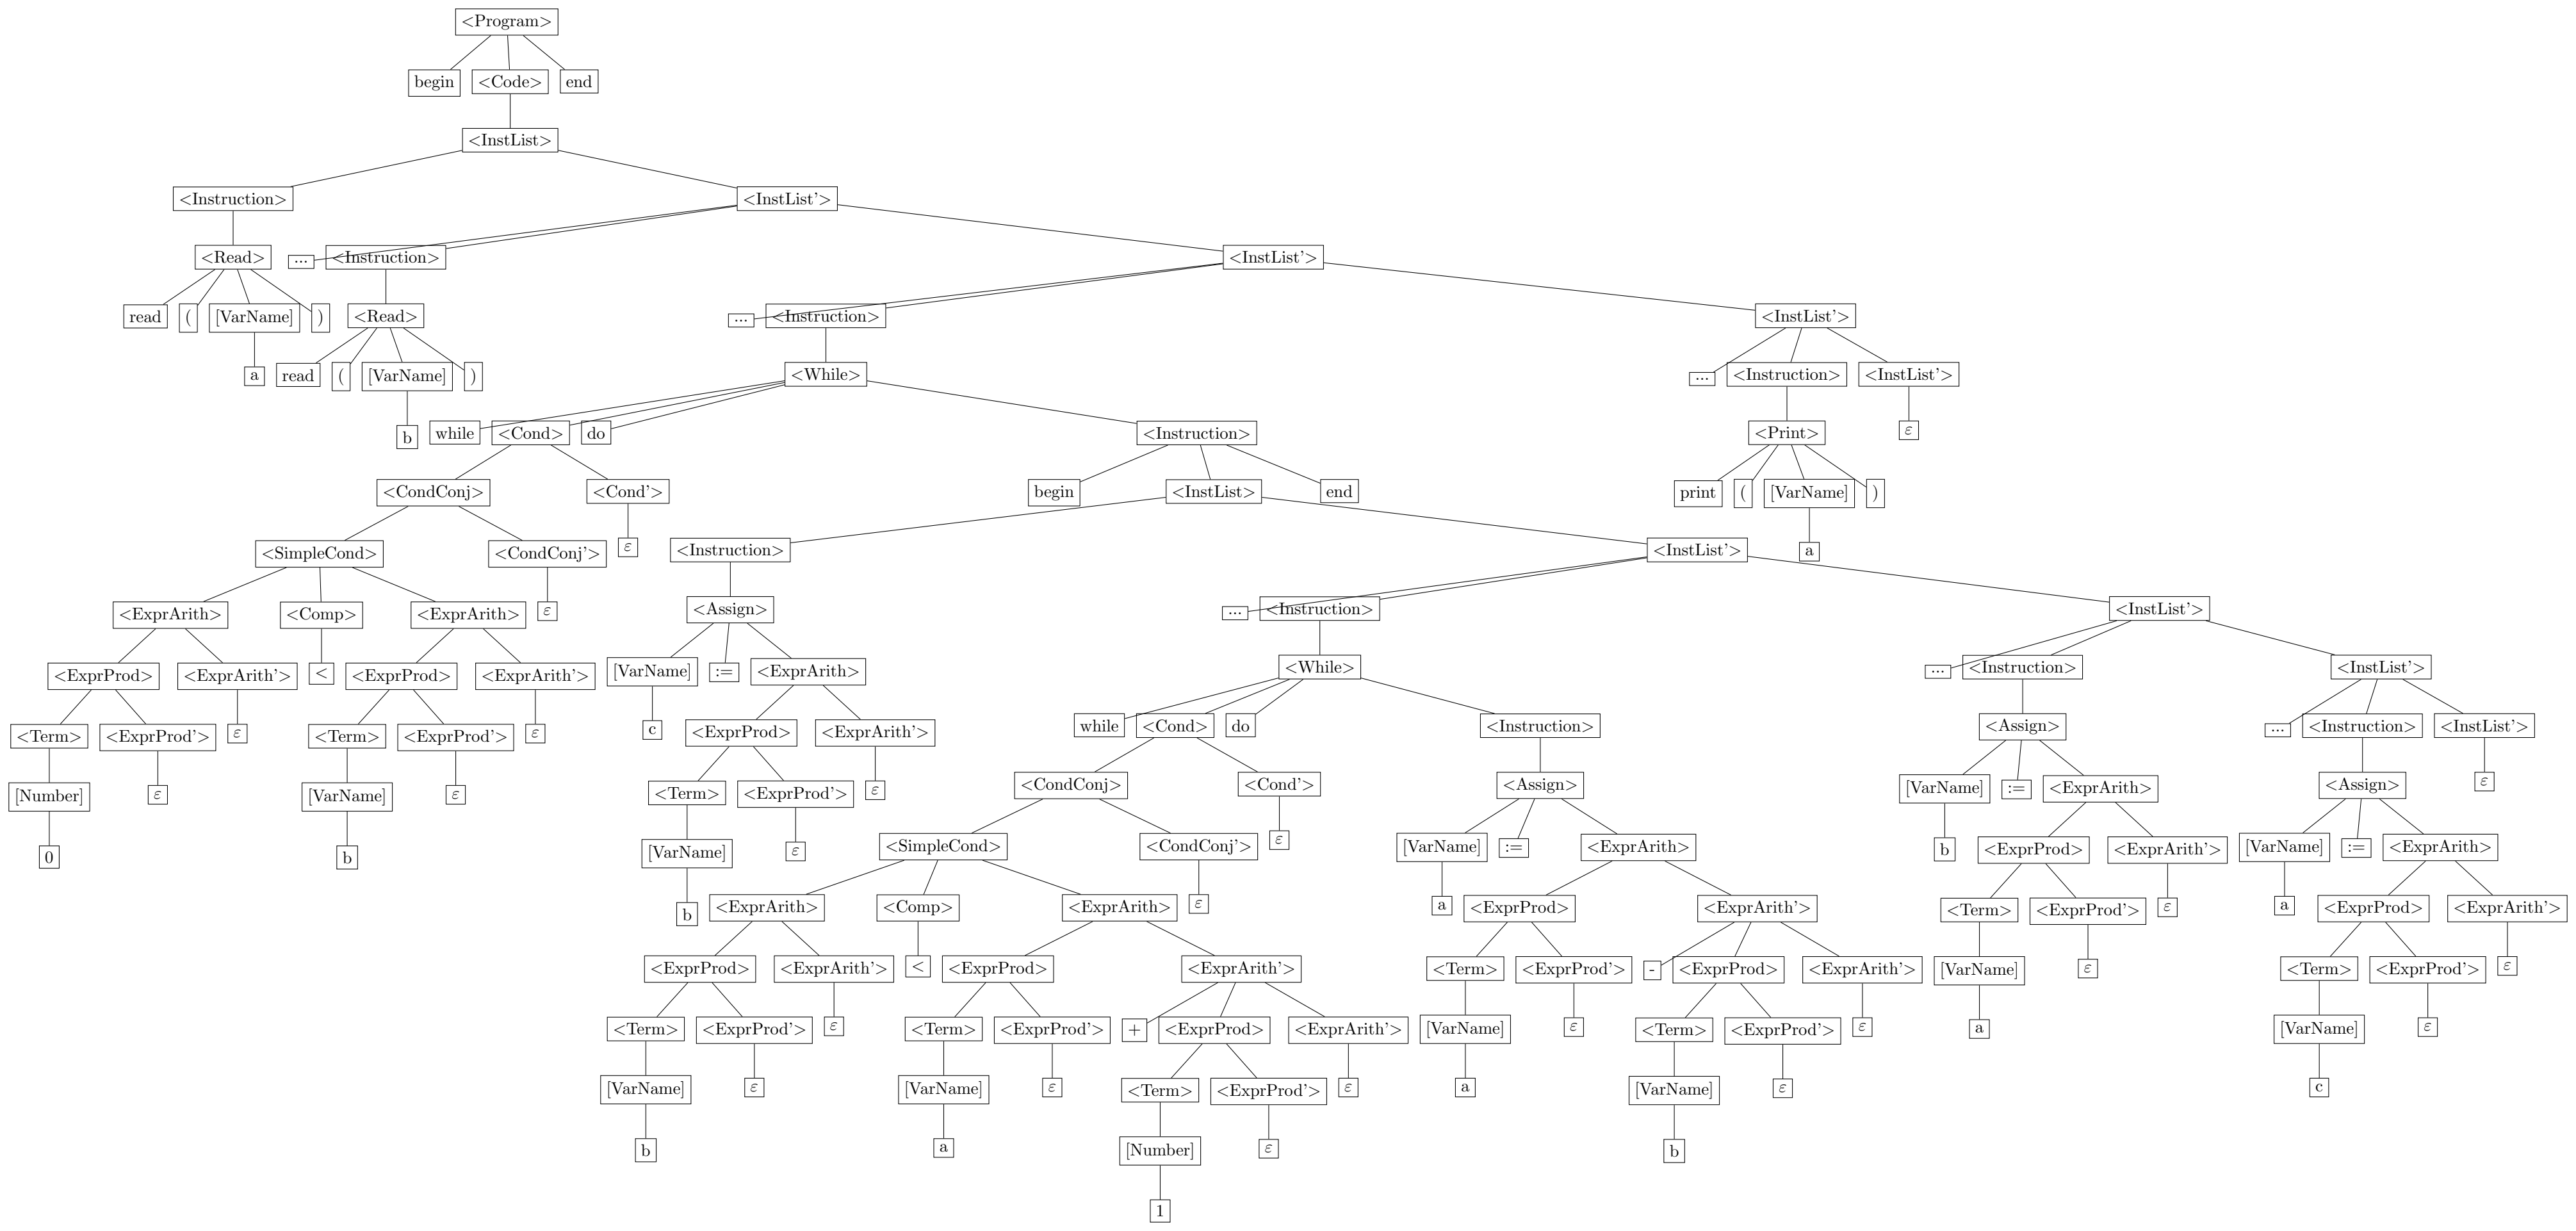 <Program>
begin <Code> end
<InstList>
<Instruction> <InstList'>
<Read> ... <Instruction> <InstList'>
read ( [VarName] ) <Read> ... <Instruction> <InstList'>
a read ( [VarName] ) <While> ... <Instruction> <InstList'>
b while <Cond> do <Instruction> <Print> ε
<CondConj> <Cond'> begin <InstList> end print ( [VarName] )
<SimpleCond> <CondConj'> ε <Instruction> <InstList'> a
<ExprArith> <Comp> <ExprArith> ε <Assign> ... <Instruction> <InstList'>
<ExprProd> <ExprArith'> < <ExprProd> <ExprArith'> [VarName] := <ExprArith> <While> ... <Instruction> <InstList'>
<Term> <ExprProd'> ε <Term> <ExprProd'> ε c <ExprProd> <ExprArith'> while <Cond> do <Instruction> <Assign> ... <Instruction> <InstList'>
[Number] ε [VarName] ε <Term> <ExprProd'> ε <CondConj> <Cond'> <Assign> [VarName] := <ExprArith> <Assign> ε
0 b [VarName] ε <SimpleCond> <CondConj'> ε [VarName] := <ExprArith> b <ExprProd> <ExprArith'> [VarName] := <ExprArith>
b <ExprArith> <Comp> <ExprArith> ε a <ExprProd> <ExprArith'> <Term> <ExprProd'> ε a <ExprProd> <ExprArith'>
<ExprProd> <ExprArith'> < <ExprProd> <ExprArith'> <Term> <ExprProd'> - <ExprProd> <ExprArith'> [VarName] ε <Term> <ExprProd'> ε
<Term> <ExprProd'> ε <Term> <ExprProd'> + <ExprProd> <ExprArith'> [VarName] ε <Term> <ExprProd'> ε a [VarName] ε
[VarName] ε [VarName] ε <Term> <ExprProd'> ε a [VarName] ε c
b a [Number] ε b
1